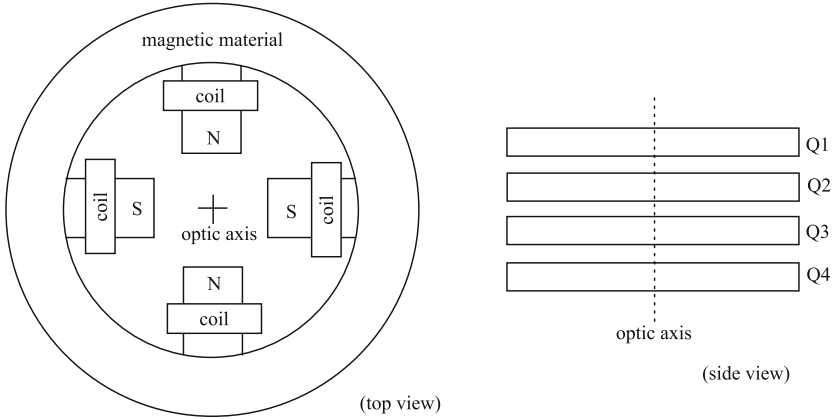 magnetic material
coil
N
coil
S
S
coil
optic axis
N
coil
(top view)
Q1
Q2
Q3
Q4
optic axis
(side view)